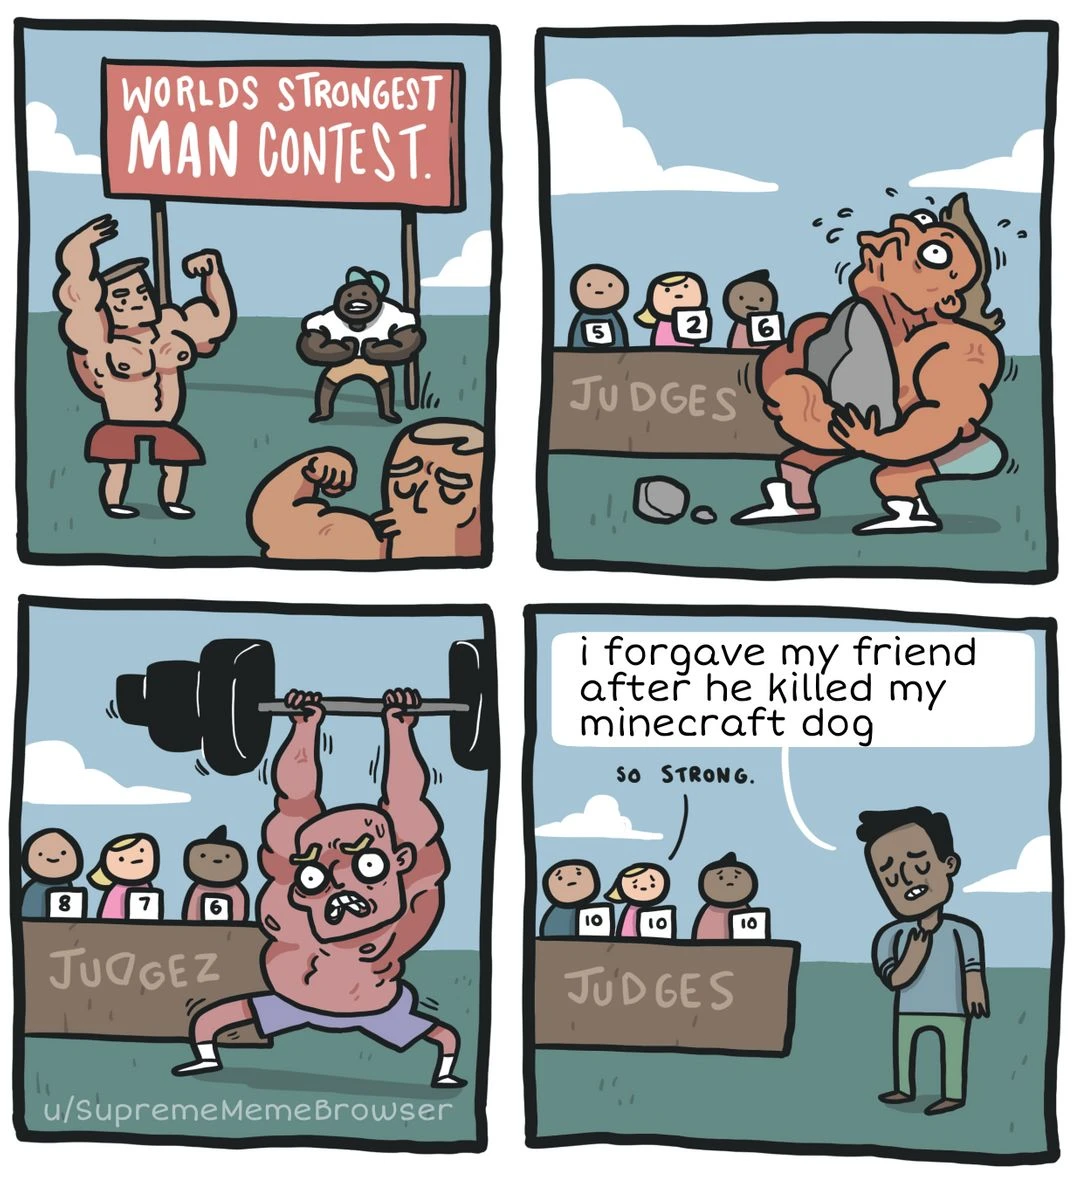 WORLDS STRONGEST
MAN CONTEST.
5
2
6
JUDGES
8
7
6
JUDGEZ
u/SupremeMemeBrowser
i forgave my friend
after he killed my
minecraft dog
SO STRONG.
10
10
10
JUDGES